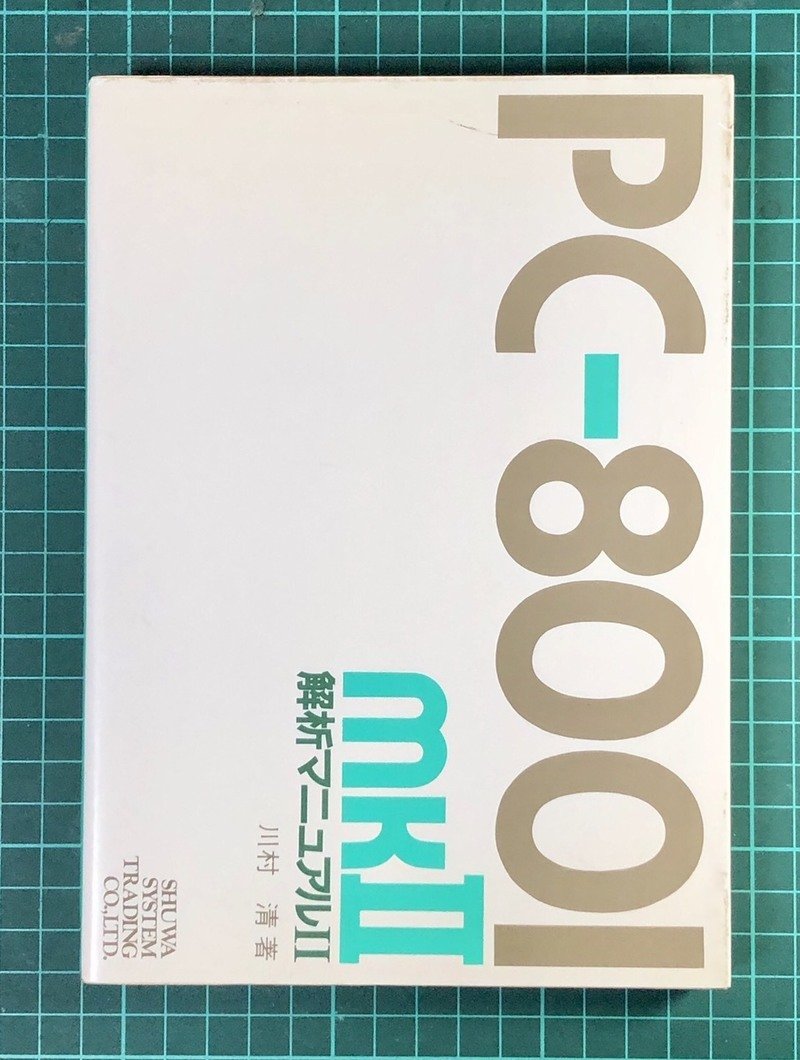 PC-8001
mkII
解析マニュアルII
川村 清 著
SHUWA
SYSTEM
TRADING
CO.,LTD.